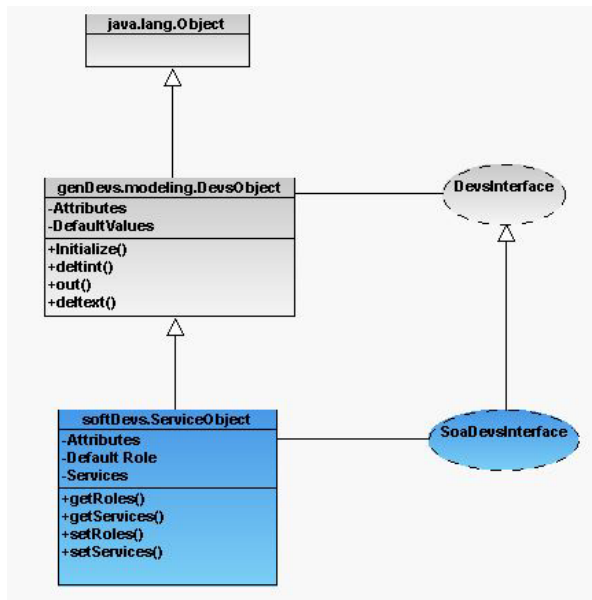 java.lang.Object
genDevs.modeling.DevsObject
-Attributes
-DefaultValues
+Initialize()
+deltint()
+out()
+deltext()
DevsInterface
softDevs.ServiceObject
-Attributes
-Default Role
-Services
+getRoles()
+getServices()
+setRoles()
+setServices()
SoaDevsInterface